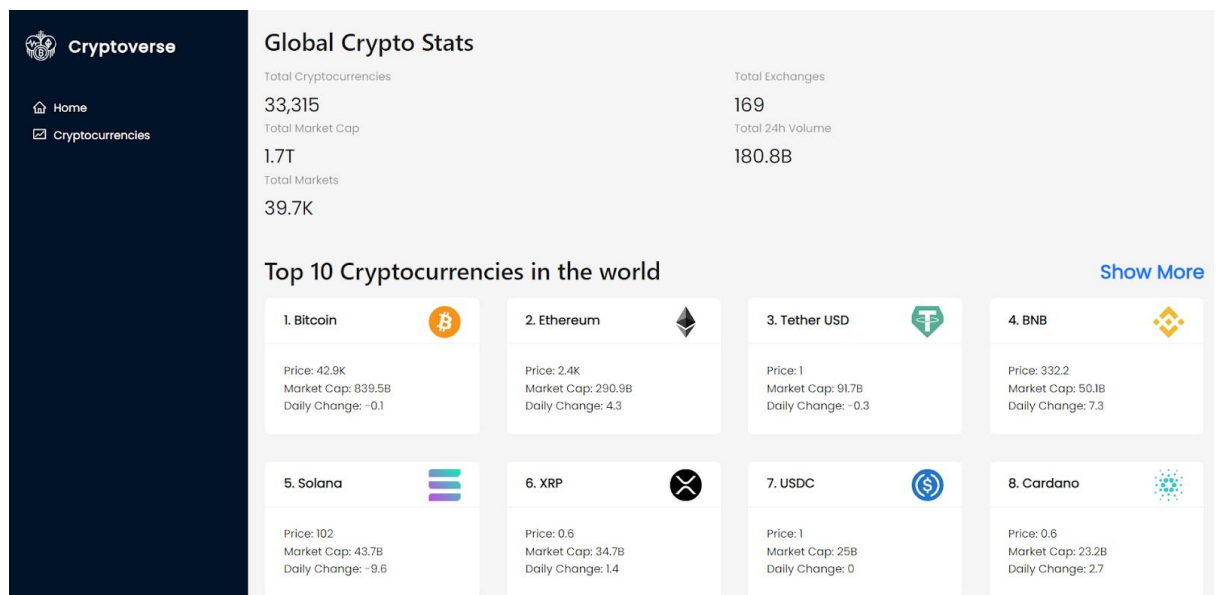 Cryptoverse
Home
Cryptocurrencies
Global Crypto Stats
Total Cryptocurrencies
33,315
Total Exchanges
169
Total Market Cap
1.7T
Total 24h Volume
180.8B
Total Markets
39.7K
Top 10 Cryptocurrencies in the world
Show More
1. Bitcoin
Price: 42.9K
Market Cap: 839.5B
Daily Change: -0.1
2. Ethereum
Price: 2.4K
Market Cap: 290.9B
Daily Change: 4.3
3. Tether USD
Price: 1
Market Cap: 91.7B
Daily Change: -0.3
4. BNB
Price: 332.2
Market Cap: 50.1B
Daily Change: 7.3
5. Solana
Price: 102
Market Cap: 43.7B
Daily Change: -9.6
6. XRP
Price: 0.6
Market Cap: 34.7B
Daily Change: 1.4
7. USDC
Price: 1
Market Cap: 25B
Daily Change: 0
8. Cardano
Price: 0.6
Market Cap: 23.2B
Daily Change: 2.7